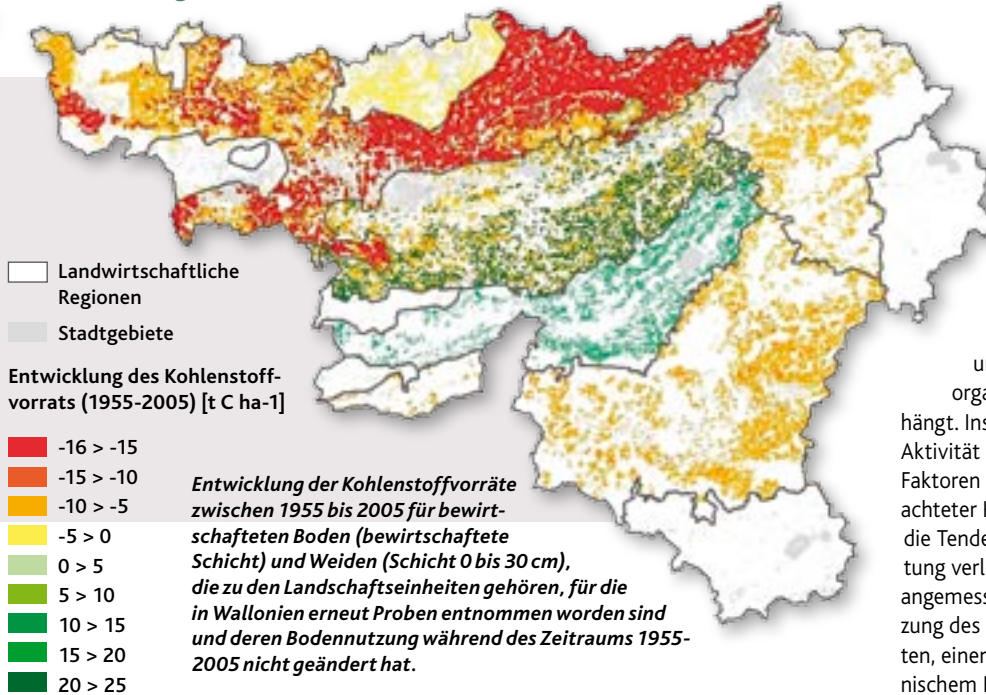 Landwirtschaftliche
Regionen
Stadtgebiete
Entwicklung des Kohlenstoff-
vorrats (1955-2005) [t C ha-1]
-16 > -15
-15 > -10
-10 > -5
-5 > 0
0 > 5
5 > 10
10 > 15
15 > 20
20 > 25
Entwicklung der Kohlenstoffvorräte
zwischen 1955 bis 2005 für bewirt-
schafteten Boden (bewirtschaftete
Schicht) und Weiden (Schicht 0 bis 30 cm),
die zu den Landschaftseinheiten gehören, für die
in Wallonien erneut Proben entnommen worden sind
und deren Bodennutzung während des Zeitraums 1955-
2005 nicht geändert hat.
orga
hängt. Ins
Aktivität
Faktoren
achteter
die Tende
tung verl
angemess
zung des
ten, einer
nischem